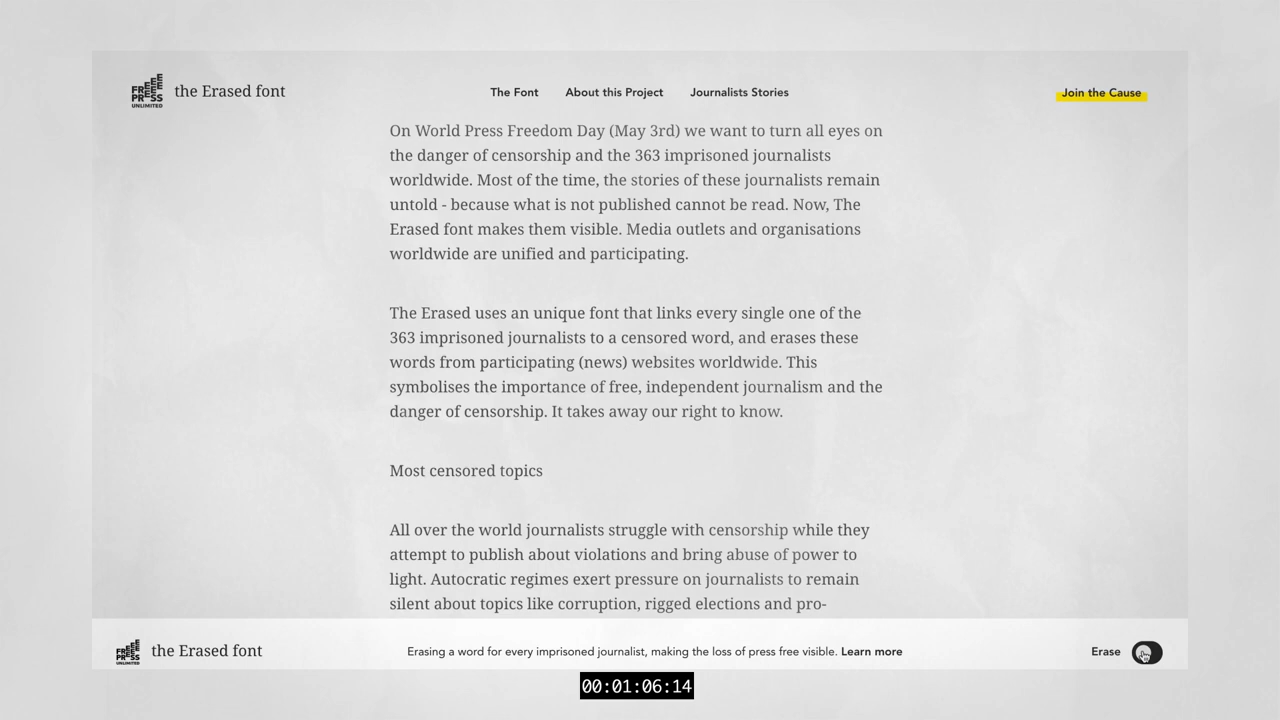 FREEEEE
PRESS
UNLIMITED
the Erased font
The Font
About this Project
Journalists Stories
Join the Cause
On World Press Freedom Day (May 3rd) we want to turn all eyes on
the danger of censorship and the 363 imprisoned journalists
worldwide. Most of the time, the stories of these journalists remain
untold - because what is not published cannot be read. Now, The
Erased font makes them visible. Media outlets and organisations
worldwide are unified and participating.
The Erased uses an unique font that links every single one of the
363 imprisoned journalists to a censored word, and erases these
words from participating (news) websites worldwide. This
symbolises the importance of free, independent journalism and the
danger of censorship. It takes away our right to know.
Most censored topics
All over the world journalists struggle with censorship while they
attempt to publish about violations and bring abuse of power to
light. Autocratic regimes exert pressure on journalists to remain
silent about topics like corruption, rigged elections and pro-
FREEEEE
PRESS
UNLIMITED
the Erased font
Erasing a word for every imprisoned journalist, making the loss of press free visible. Learn more
Erase
00:01:06:14